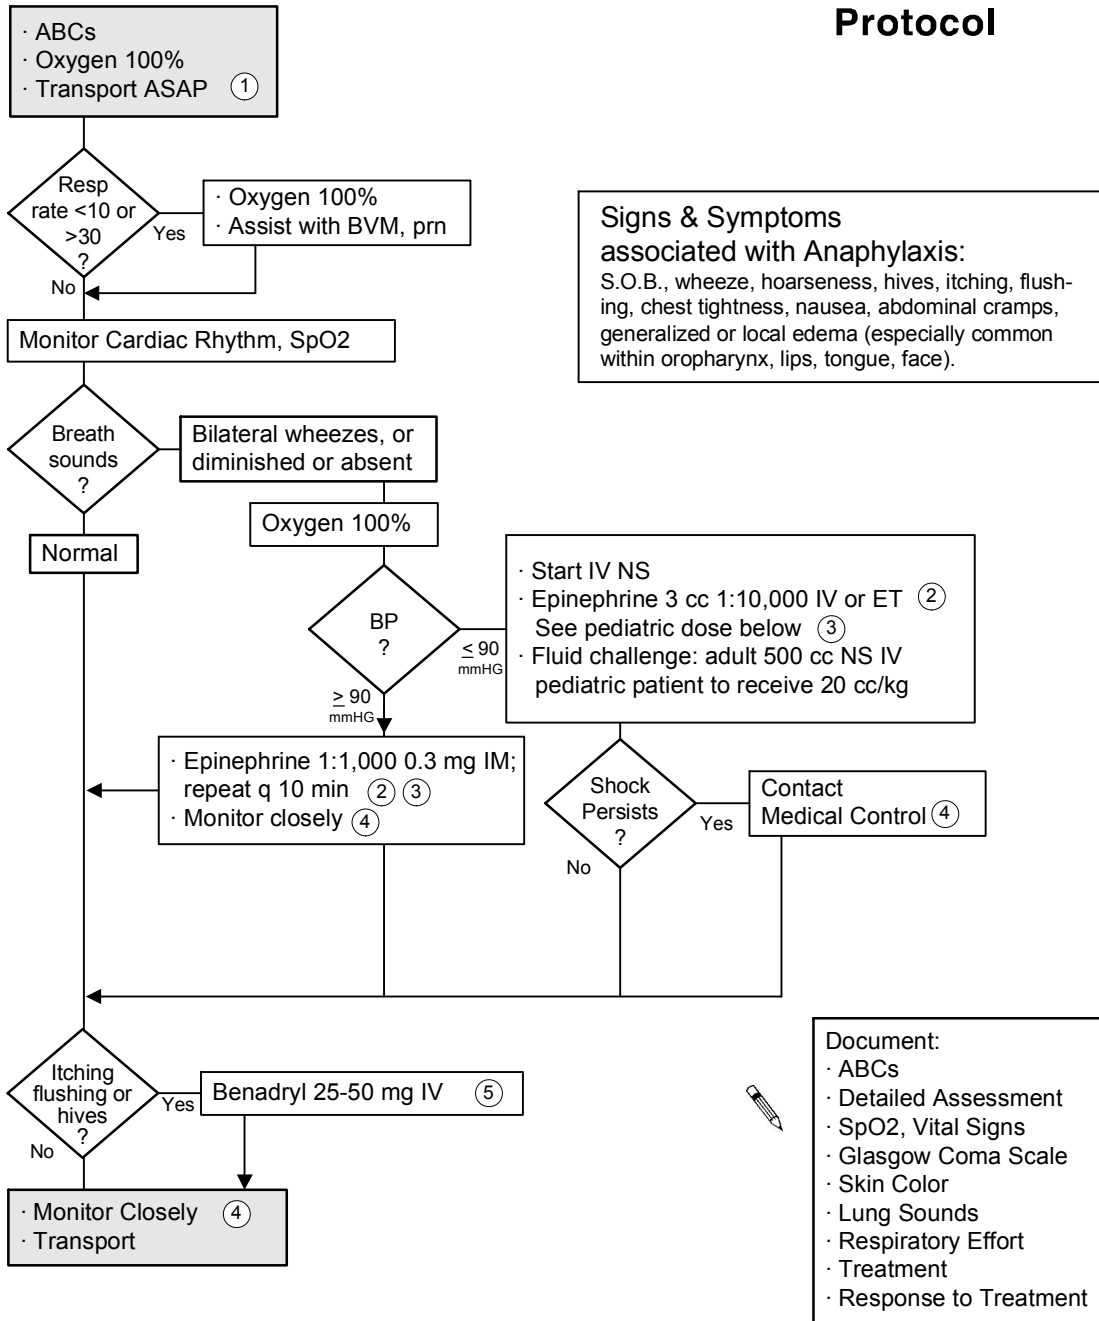 Protocol
· ABCs
· Oxygen 100%
· Transport ASAP ①
Resp
rate <10 or
>30
?
Yes
No
· Oxygen 100%
· Assist with BVM, prn
Signs & Symptoms
associated with Anaphylaxis:
S.O.B., wheeze, hoarseness, hives, itching, flush-
ing, chest tightness, nausea, abdominal cramps,
generalized or local edema (especially common
within oropharynx, lips, tongue, face).
Monitor Cardiac Rhythm, SpO2
Breath
sounds
?
Bilateral wheezes, or
diminished or absent
Oxygen 100%
Normal
BP
?
≤ 90
mmHG
≥ 90
mmHG
· Start IV NS
· Epinephrine 3 cc 1:10,000 IV or ET ②
See pediatric dose below ③
· Fluid challenge: adult 500 cc NS IV
pediatric patient to receive 20 cc/kg
· Epinephrine 1:1,000 0.3 mg IM;
repeat q 10 min ② ③
· Monitor closely ④
Shock
Persists
?
Yes
No
Contact
Medical Control ④
Itching
flushing or
hives
?
Yes
No
Benadryl 25-50 mg IV ⑤
· Monitor Closely ④
· Transport
Document:
· ABCs
· Detailed Assessment
· SpO2, Vital Signs
· Glasgow Coma Scale
· Skin Color
· Lung Sounds
· Respiratory Effort
· Treatment
· Response to Treatment